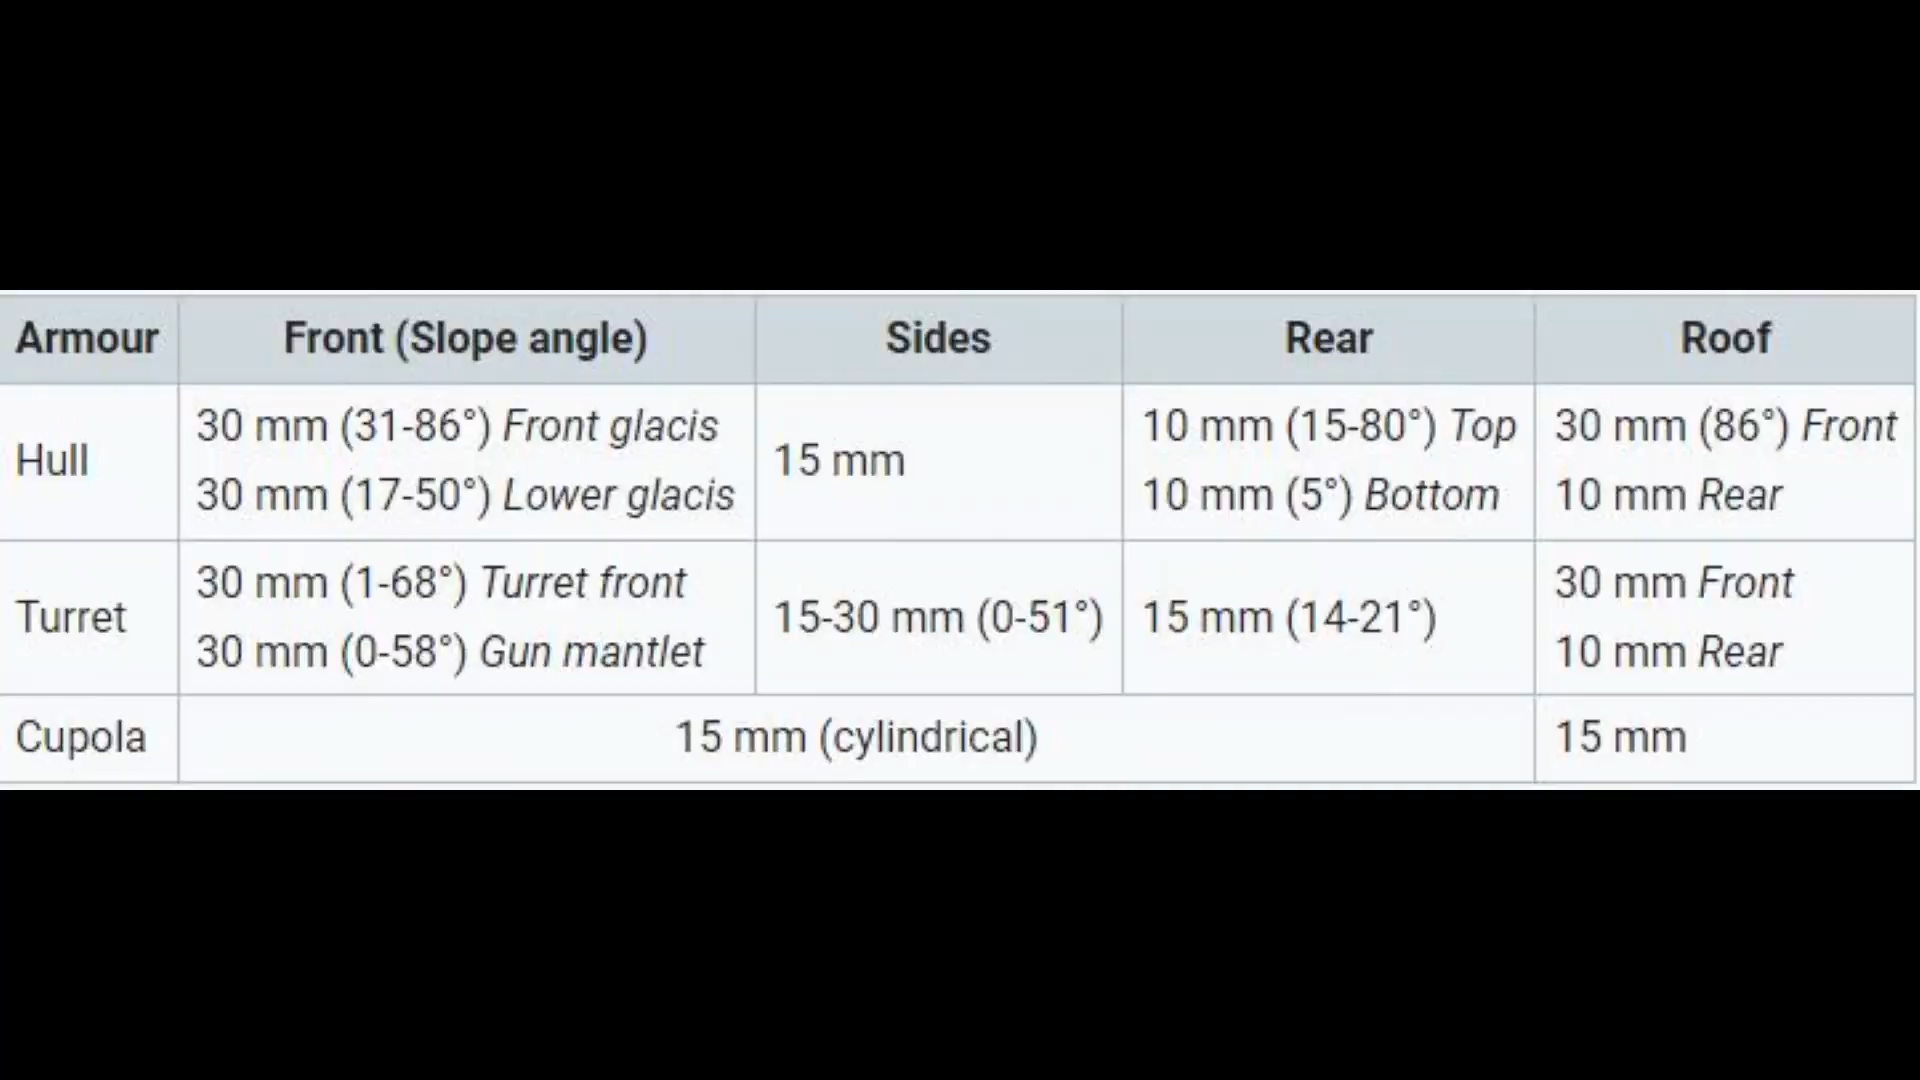 Armour Front (Slope angle) Sides Rear Roof
Hull
30 mm (31-86°) Front glacis
30 mm (17-50°) Lower glacis
15 mm
10 mm (15-80°) Top
10 mm (5°) Bottom
30 mm (86°) Front
10 mm Rear
Turret
30 mm (1-68°) Turret front
30 mm (0-58°) Gun mantlet
15-30 mm (0-51°)
15 mm (14-21°)
30 mm Front
10 mm Rear
Cupola 15 mm (cylindrical) 15 mm